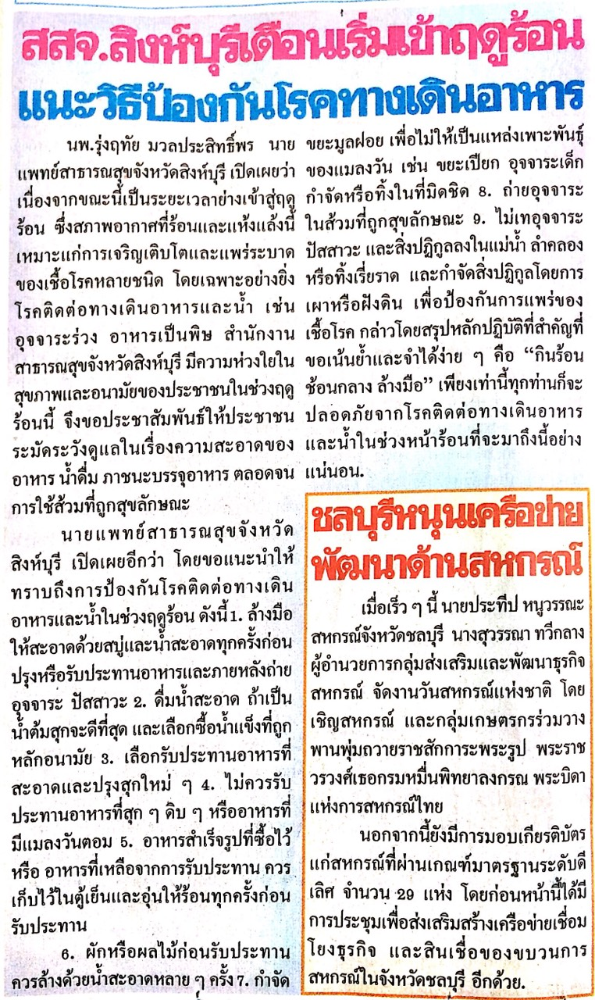 สสจ.สิงห์บุรีเตือนเริ่มเข้าฤดูร้อน
แนะวิธีป้องกันโรคทางเดินอาหาร
นพ.รุ่งฤทัย มวลประสิทธิ์พร นาย
แพทย์สาธารณสุขจังหวัดสิงห์บุรี เปิดเผยว่า
เนื่องจากขณะนี้เป็นระยะเวลาย่างเข้าสู่ฤดู
ร้อน ซึ่งสภาพอากาศที่ร้อนและแห้งแล้งนี้
เหมาะแก่การเจริญเติบโตและแพร่ระบาด
ของเชื้อโรคหลายชนิด โดยเฉพาะอย่างยิ่ง
โรคติดต่อทางเดินอาหารและน้ำ เช่น
อุจจาระร่วง อาหารเป็นพิษ สำนักงาน
สาธารณสุขจังหวัดสิงห์บุรี มีความห่วงใยใน
สุขภาพและอนามัยของประชาชนในช่วงฤดู
ร้อนนี้ จึงขอประชาสัมพันธ์ให้ประชาชน
ระมัดระวังดูแลในเรื่องความสะอาดของ
อาหาร น้ำดื่ม ภาชนะบรรจุอาหาร ตลอดจน
การใช้ส้วมที่ถูกสุขลักษณะ
นายแพทย์สาธารณสุขจังหวัด
สิงห์บุรี เปิดเผยอีกว่า โดยขอแนะนำให้
ทราบถึงการป้องกันโรคติดต่อทางเดิน
อาหารและน้ำในช่วงฤดูร้อน ดังนี้1. ล้างมือ
ให้สะอาดด้วยสบู่และน้ำสะอาดทุกครั้งก่อน
ปรุงหรือรับประทานอาหารและภายหลังถ่าย
อุจจาระ ปัสสาวะ 2. ดื่มน้ำสะอาด ถ้าเป็น
น้ำต้มสุกจะดีที่สุด และเลือกซื้อน้ำแข็งที่ถูก
หลักอนามัย 3. เลือกรับประทานอาหารที่
สะอาดและปรุงสุกใหม่ ๆ 4. ไม่ควรรับ
ประทานอาหารที่สุก ๆ ดิบ ๆ หรืออาหารที่
มีแมลงวันตอม 5. อาหารสำเร็จรูปที่ซื้อไว้
หรือ อาหารที่เหลือจากการรับประทาน ควร
เก็บไว้ในตู้เย็นและอุ่นให้ร้อนทุกครั้งก่อน
รับประทาน
6. ผักหรือผลไม้ก่อนรับประทาน
ควรล้างด้วยน้ำสะอาดหลาย ๆ ครั้ง 7. กำจัด
ขยะมูลฝอย เพื่อไม่ให้เป็นแหล่งเพาะพันธุ์
ของแมลงวัน เช่น ขยะเปียก อุจจาระเด็ก
กำจัดหรือทิ้งในที่มิดชิด 8. ถ่ายอุจจาระ
ในส้วมที่ถูกสุขลักษณะ 9. ไม่เทอุจจาระ
ปัสสาวะ และสิ่งปฏิกูลลงในแม่น้ำ ลำคลอง
หรือทิ้งเรี่ยราด และกำจัดสิ่งปฏิกูลโดยการ
เผาหรือฝังดิน เพื่อป้องกันการแพร่ของ
เชื้อโรค กล่าวโดยสรุปหลักปฏิบัติที่สำคัญที่
ขอเน้นย้ำและจำได้ง่าย ๆ คือ “กินร้อน
ช้อนกลาง ล้างมือ” เพียงเท่านี้ทุกท่านก็จะ
ปลอดภัยจากโรคติดต่อทางเดินอาหาร
และน้ำในช่วงหน้าร้อนที่จะมาถึงนี้อย่าง
แน่นอน.
ชลบุรีหนุนเครือข่าย
พัฒนาด้านสหกรณ์
เมื่อเร็ว ๆ นี้ นายประทีป หนูวรรณะ
สหกรณ์จังหวัดชลบุรี นางสุวรรณา ทวีกลาง
ผู้อำนวยการกลุ่มส่งเสริมและพัฒนาธุรกิจ
สหกรณ์ จัดงานวันสหกรณ์แห่งชาติ โดย
เชิญสหกรณ์ และกลุ่มเกษตรกรร่วมวาง
พานพุ่มถวายราชสักการะพระรูป พระราช
วรวงศ์เธอกรมหมื่นพิทยาลงกรณ พระบิดา
แห่งการสหกรณ์ไทย
นอกจากนี้ยังมีการมอบเกียรติบัตร
แก่สหกรณ์ที่ผ่านเกณฑ์มาตรฐานระดับดี
เลิศ จำนวน 29 แห่ง โดยก่อนหน้านี้ได้มี
การประชุมเพื่อส่งเสริมสร้างเครือข่ายเชื่อม
โยงธุรกิจ และสินเชื่อของขบวนการ
สหกรณ์ในจังหวัดชลบุรี อีกด้วย.